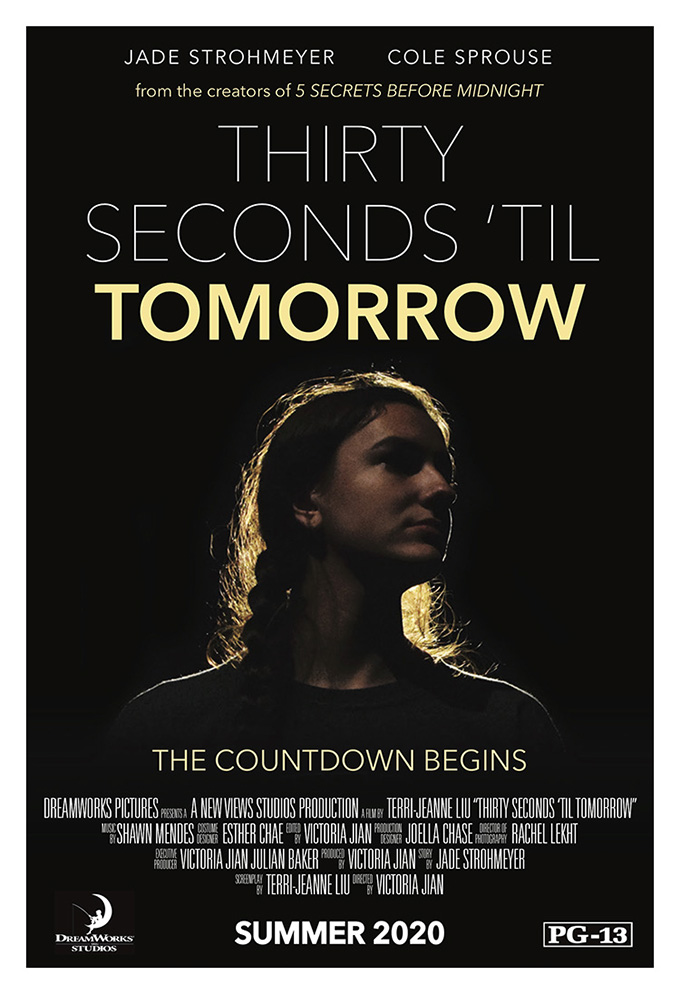 JADE STROHMEYER COLE SPROUSE
from the creators of 5 SECRETS BEFORE MIDNIGHT
THIRTY
SECONDS ‘TIL
TOMORROW
THE COUNTDOWN BEGINS
DREAMWORKS PICTURES PRESENTS A A NEW VIEWS STUDIOS PRODUCTION A FILM BY TERRI-JEANNE LIU “THIRTY SECONDS ‘TIL TOMORROW”
MUSIC BY SHAWN MENDES COSTUME DESIGNER ESTHER CHAE EDITED BY VICTORIA JIAN PRODUCTION DESIGNER JOELLA CHASE DIRECTOR OF PHOTOGRAPHY RACHEL LEKHT
EXECUTIVE PRODUCER VICTORIA JIAN JULIAN BAKER PRODUCED BY VICTORIA JIAN STORY BY JADE STROHMEYER
SCREENPLAY BY TERRI-JEANNE LIU DIRECTED BY VICTORIA JIAN
DREAMWORKS
STUDIOS
SUMMER 2020
PG-13